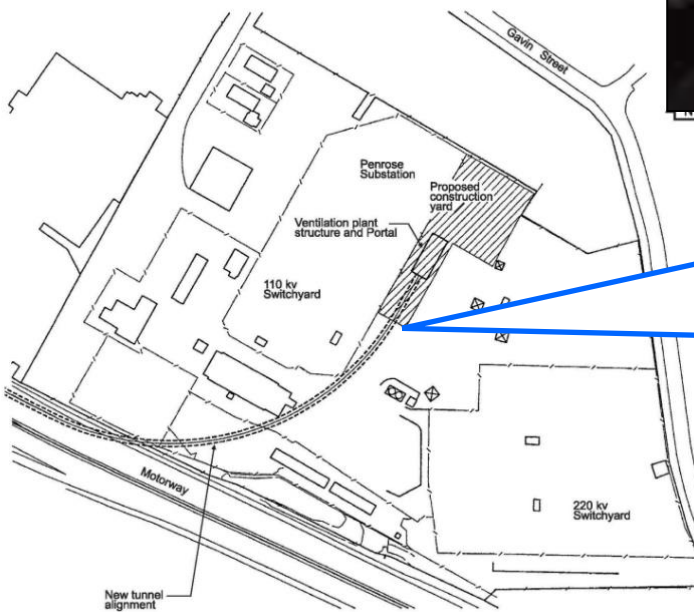 Gavin Street
Penrose
Substation
Proposed
construction
yard
Ventilation plant
structure and Portal
110 kv
Switchyard
Motorway
220 kv
Switchyard
New tunnel
alignment